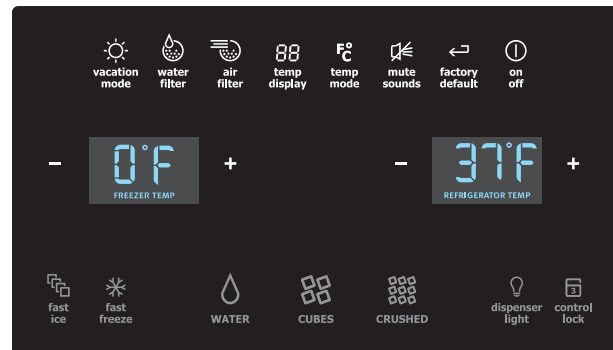 88
F°C
vacation mode
water filter
air filter
temp display
temp mode
mute sounds
factory default
on off
−
0°F
FREEZER TEMP
+
−
37°F
REFRIGERATOR TEMP
+
3
fast ice
fast freeze
WATER
CUBES
CRUSHED
dispenser light
control lock